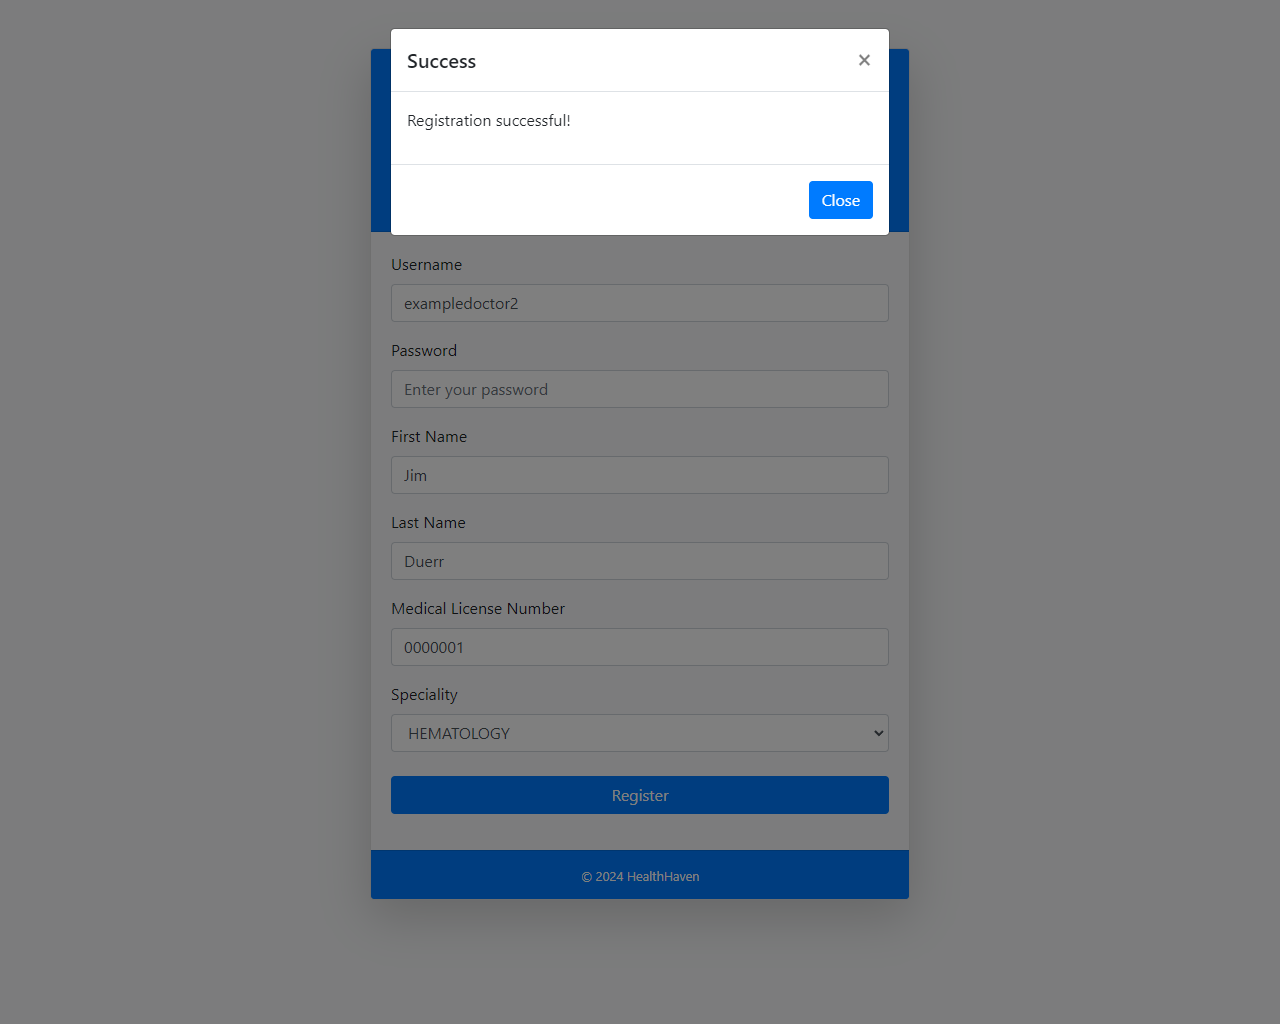 Success
×
Registration successful!
Close
Username
exampledoctor2
Password
Enter your password
First Name
Jim
Last Name
Duerr
Medical License Number
0000001
Speciality
HEMATOLOGY
Register
© 2024 HealthHaven